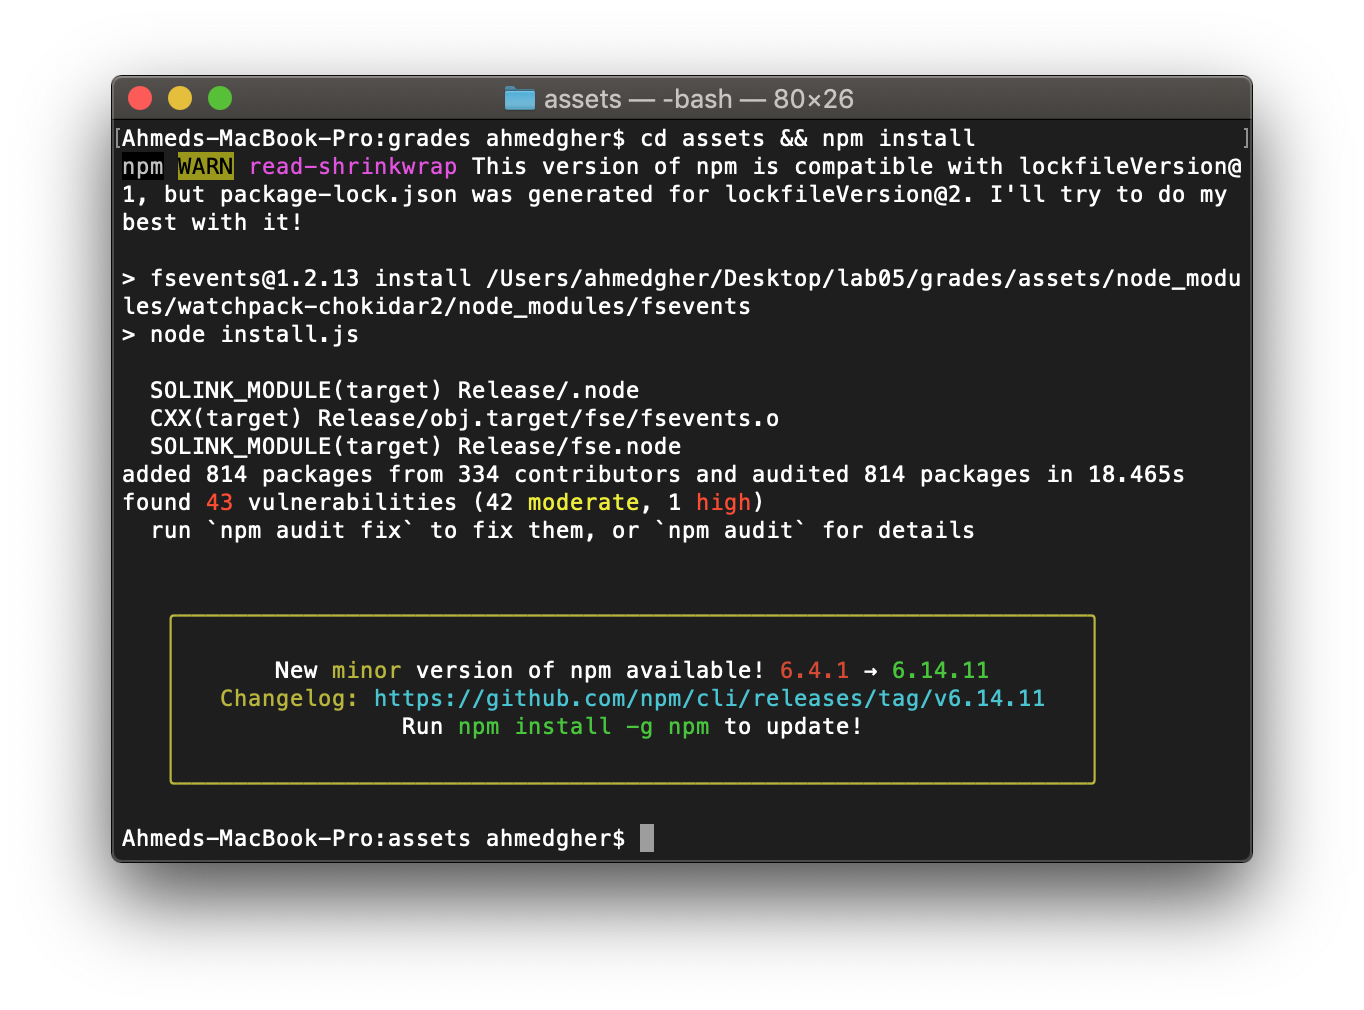 assets — -bash — 80×26
[Ahmeds-MacBook-Pro:grades ahmedgher$ cd assets && npm install ]
npm WARN read-shrinkwrap This version of npm is compatible with lockfileVersion@
1, but package-lock.json was generated for lockfileVersion@2. I'll try to do my
best with it!
> fsevents@1.2.13 install /Users/ahmedgher/Desktop/lab05/grades/assets/node_modu
les/watchpack-chokidar2/node_modules/fsevents
> node install.js
SOLINK_MODULE(target) Release/.node
CXX(target) Release/obj.target/fse/fsevents.o
SOLINK_MODULE(target) Release/fse.node
added 814 packages from 334 contributors and audited 814 packages in 18.465s
found 43 vulnerabilities (42 moderate, 1 high)
run `npm audit fix` to fix them, or `npm audit` for details
New minor version of npm available! 6.4.1 → 6.14.11
Changelog: https://github.com/npm/cli/releases/tag/v6.14.11
Run npm install -g npm to update!
Ahmeds-MacBook-Pro:assets ahmedgher$